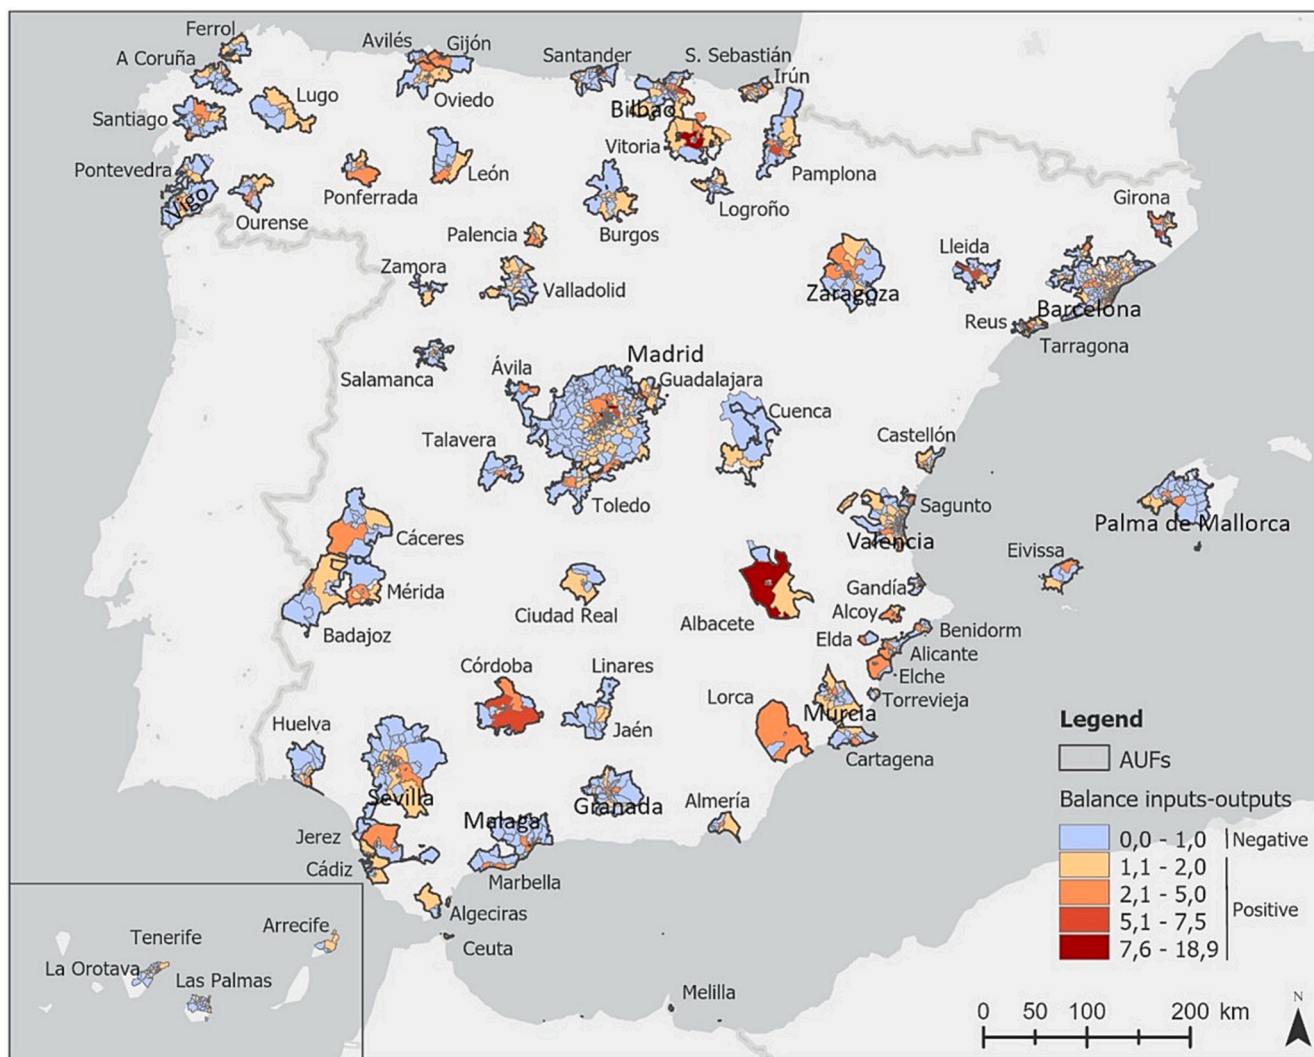 Ferrol
Avilés
Gijón
A Coruña
Santander
S. Sebastián
Irún
Lugo
Oviedo
Bilbao
Santiago
Vitoria
Pontevedra
León
Pamplona
Vigo
Ponferrada
Ourense
Logroño
Girona
Palencia
Burgos
Lleida
Zamora
Valladolid
Zaragoza
Barcelona
Reus
Tarragona
Salamanca
Ávila
Madrid
Guadalajara
Cuenca
Talavera
Castellón
Toledo
Sagunto
Palma de Mallorca
Cáceres
Valencia
Eivissa
Mérida
Ciudad Real
Gandía
Albacete
Alcoy
Badajoz
Elda
Benidorm
Alicante
Córdoba
Linares
Elche
Lorca
Torrevieja
Murcia
Huelva
Jaén
Cartagena
Sevilla
Granada
Almería
Malaga
Jerez
Cádiz
Marbella
Algeciras
Ceuta
Melilla
Tenerife
Arrecife
La Orotava
Las Palmas
Legend
AUFs
Balance inputs-outputs
0,0 - 1,0 Negative
1,1 - 2,0
2,1 - 5,0
5,1 - 7,5 Positive
7,6 - 18,9
N
0 50 100 200 km